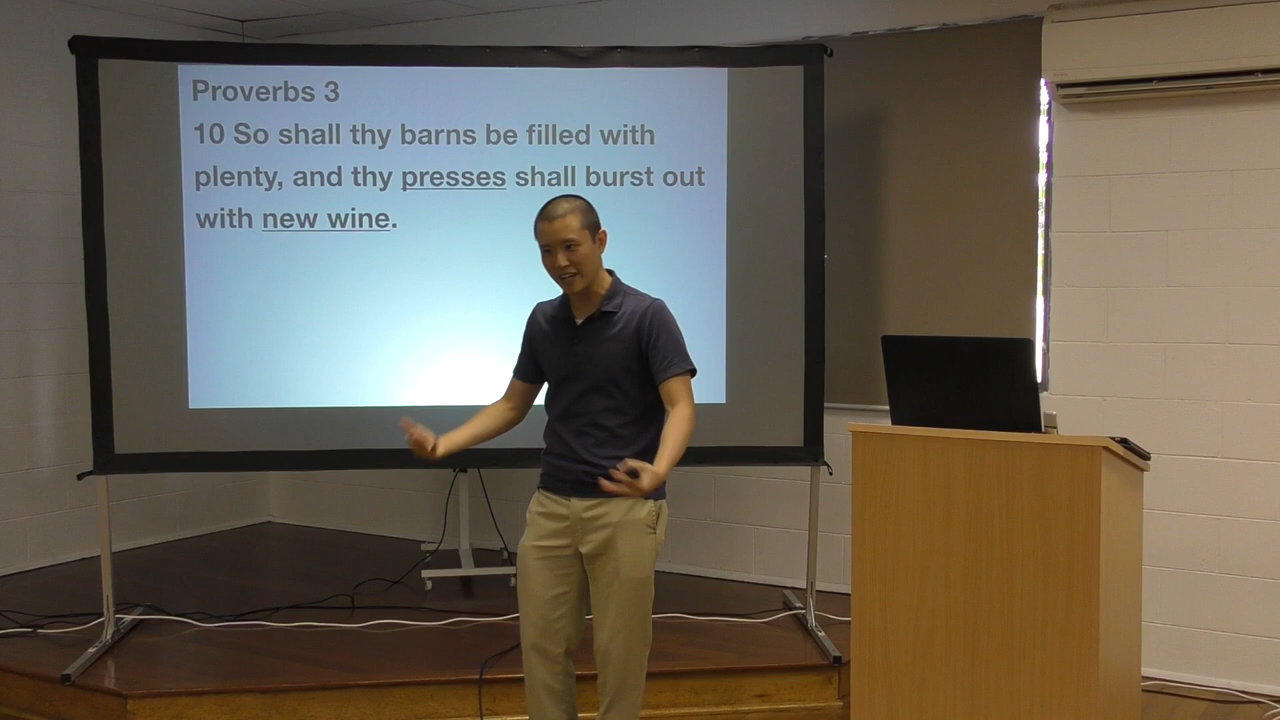 Proverbs 3
10 So shall thy barns be filled with
plenty, and thy presses shall burst out
with new wine.